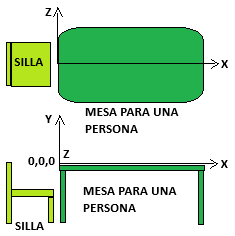 Z
SILLA
X
MESA PARA UNA
PERSONA
Y
0,0,0
Z
X
MESA PARA UNA
PERSONA
SILLA